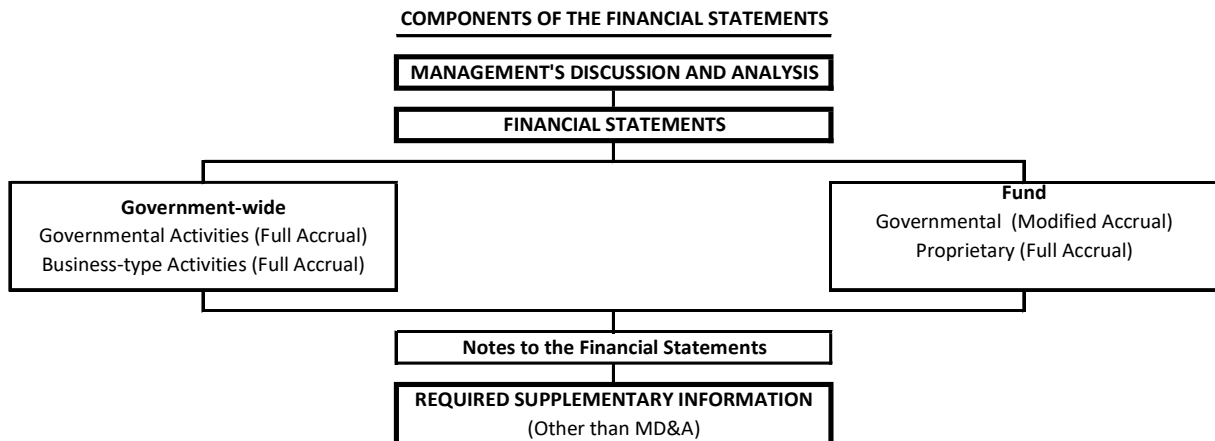 COMPONENTS OF THE FINANCIAL STATEMENTS
MANAGEMENT'S DISCUSSION AND ANALYSIS
FINANCIAL STATEMENTS
Government-wide
Governmental Activities (Full Accrual)
Business-type Activities (Full Accrual)
Fund
Governmental (Modified Accrual)
Proprietary (Full Accrual)
Notes to the Financial Statements
REQUIRED SUPPLEMENTARY INFORMATION
(Other than MD&A)